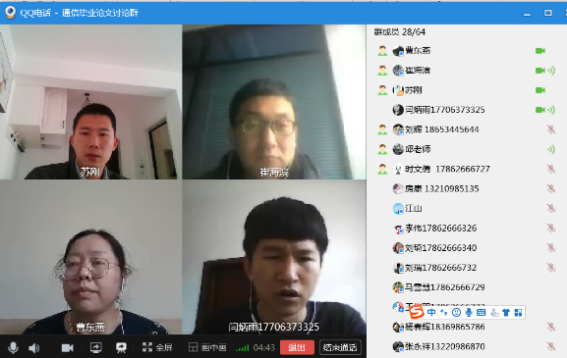 QQ电话 - 通信毕业论文讨论群
群成员 28/64
曹东燕
崔海滨
苏刚
闫炳雨17706373325
刘辉 18653445644
邱老师
时文倩 17862666727
房康 13210985135
江山
李伟17862666326
刘琦17862666340
刘瑞17862666732
马雪慧17862666729
中
杨春辉18369865786
张永祥13220986870
苏刚
崔海滨
曹东燕
闫炳雨17706373325
全屏
画中画
04:43
退出
结束通话